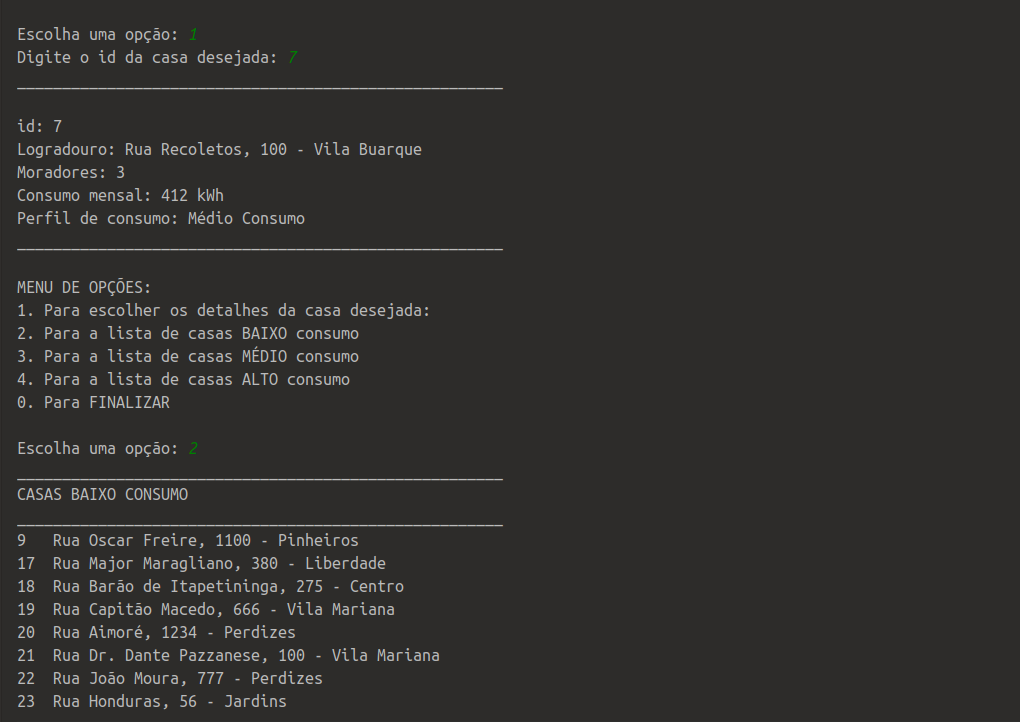 Escolha uma opção: 1
Digite o id da casa desejada: 7
______________________________________________________
id: 7
Logradouro: Rua Recoletos, 100 - Vila Buarque
Moradores: 3
Consumo mensal: 412 kWh
Perfil de consumo: Médio Consumo
______________________________________________________
MENU DE OPÇÕES:
1. Para escolher os detalhes da casa desejada:
2. Para a lista de casas BAIXO consumo
3. Para a lista de casas MÉDIO consumo
4. Para a lista de casas ALTO consumo
0. Para FINALIZAR
Escolha uma opção: 2
______________________________________________________
CASAS BAIXO CONSUMO
______________________________________________________
9   Rua Oscar Freire, 1100 - Pinheiros
17  Rua Major Maragliano, 380 - Liberdade
18  Rua Barão de Itapetininga, 275 - Centro
19  Rua Capitão Macedo, 666 - Vila Mariana
20  Rua Aimoré, 1234 - Perdizes
21  Rua Dr. Dante Pazzanese, 100 - Vila Mariana
22  Rua João Moura, 777 - Perdizes
23  Rua Honduras, 56 - Jardins